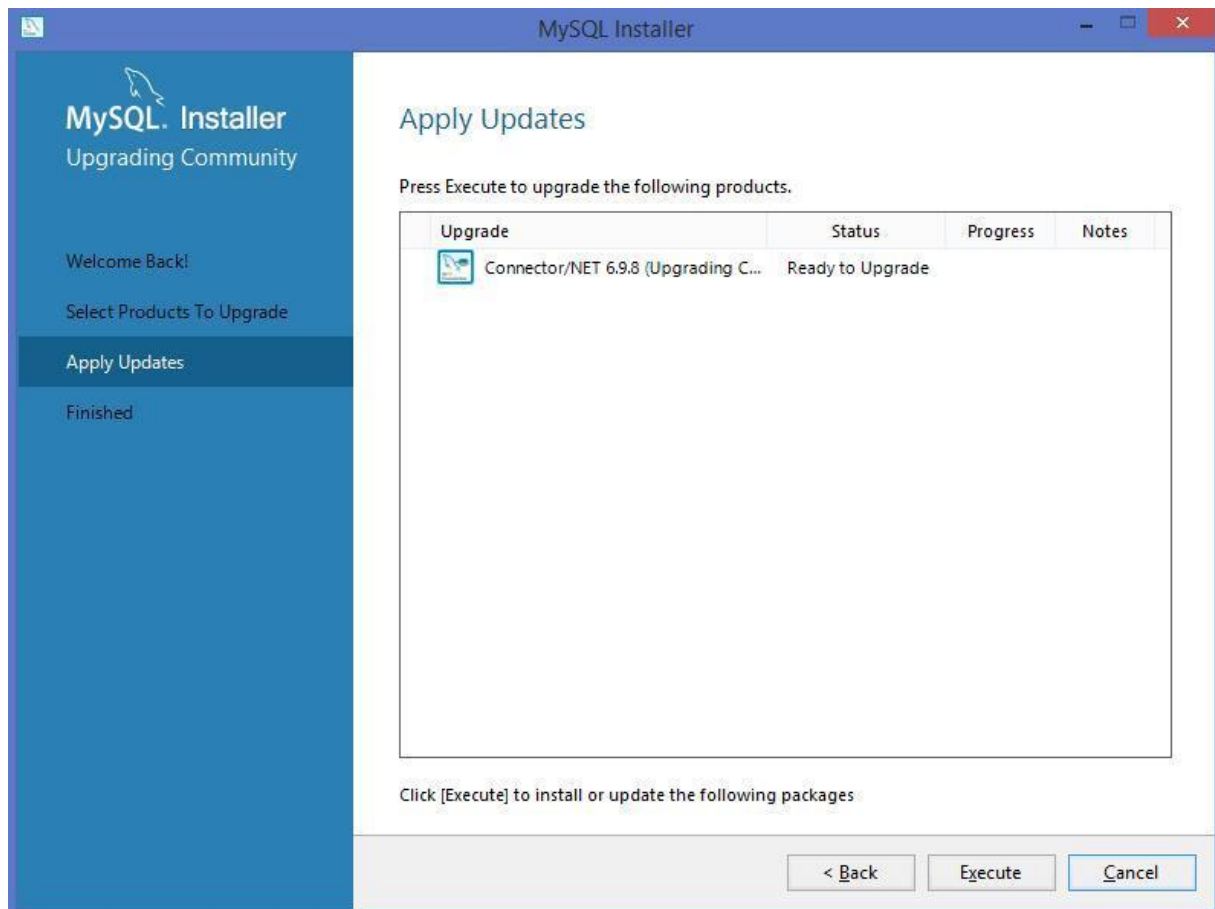 MySQL Installer
MySQL. Installer
Upgrading Community
Welcome Back!
Select Products To Upgrade
Apply Updates
Finished
Apply Updates
Press Execute to upgrade the following products.
Upgrade Status Progress Notes
Connector/NET 6.9.8 (Upgrading C... Ready to Upgrade
Click [Execute] to install or update the following packages
< Back Execute Cancel